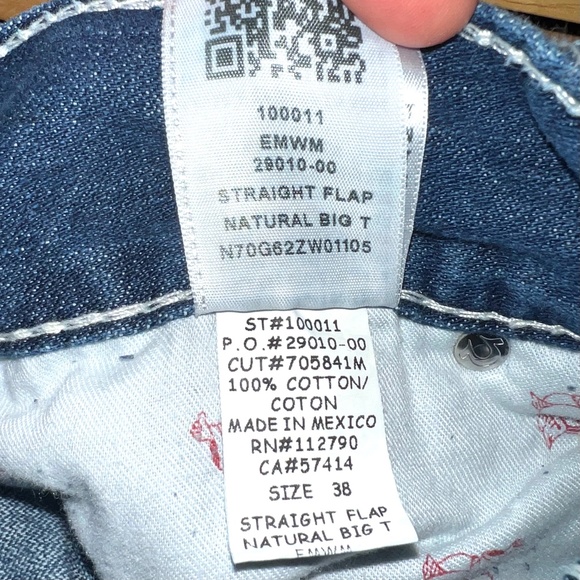 100011
EMWM
29010-00
STRAIGHT FLAP
NATURAL BIG T
N70G62ZW01105
ST#100011
P.O.#29010-00
CUT#705841M
100% COTTON/
COTON
MADE IN MEXICO
RN#112790
CA#57414
SIZE 38
STRAIGHT FLAP
NATURAL BIG T
EMWM